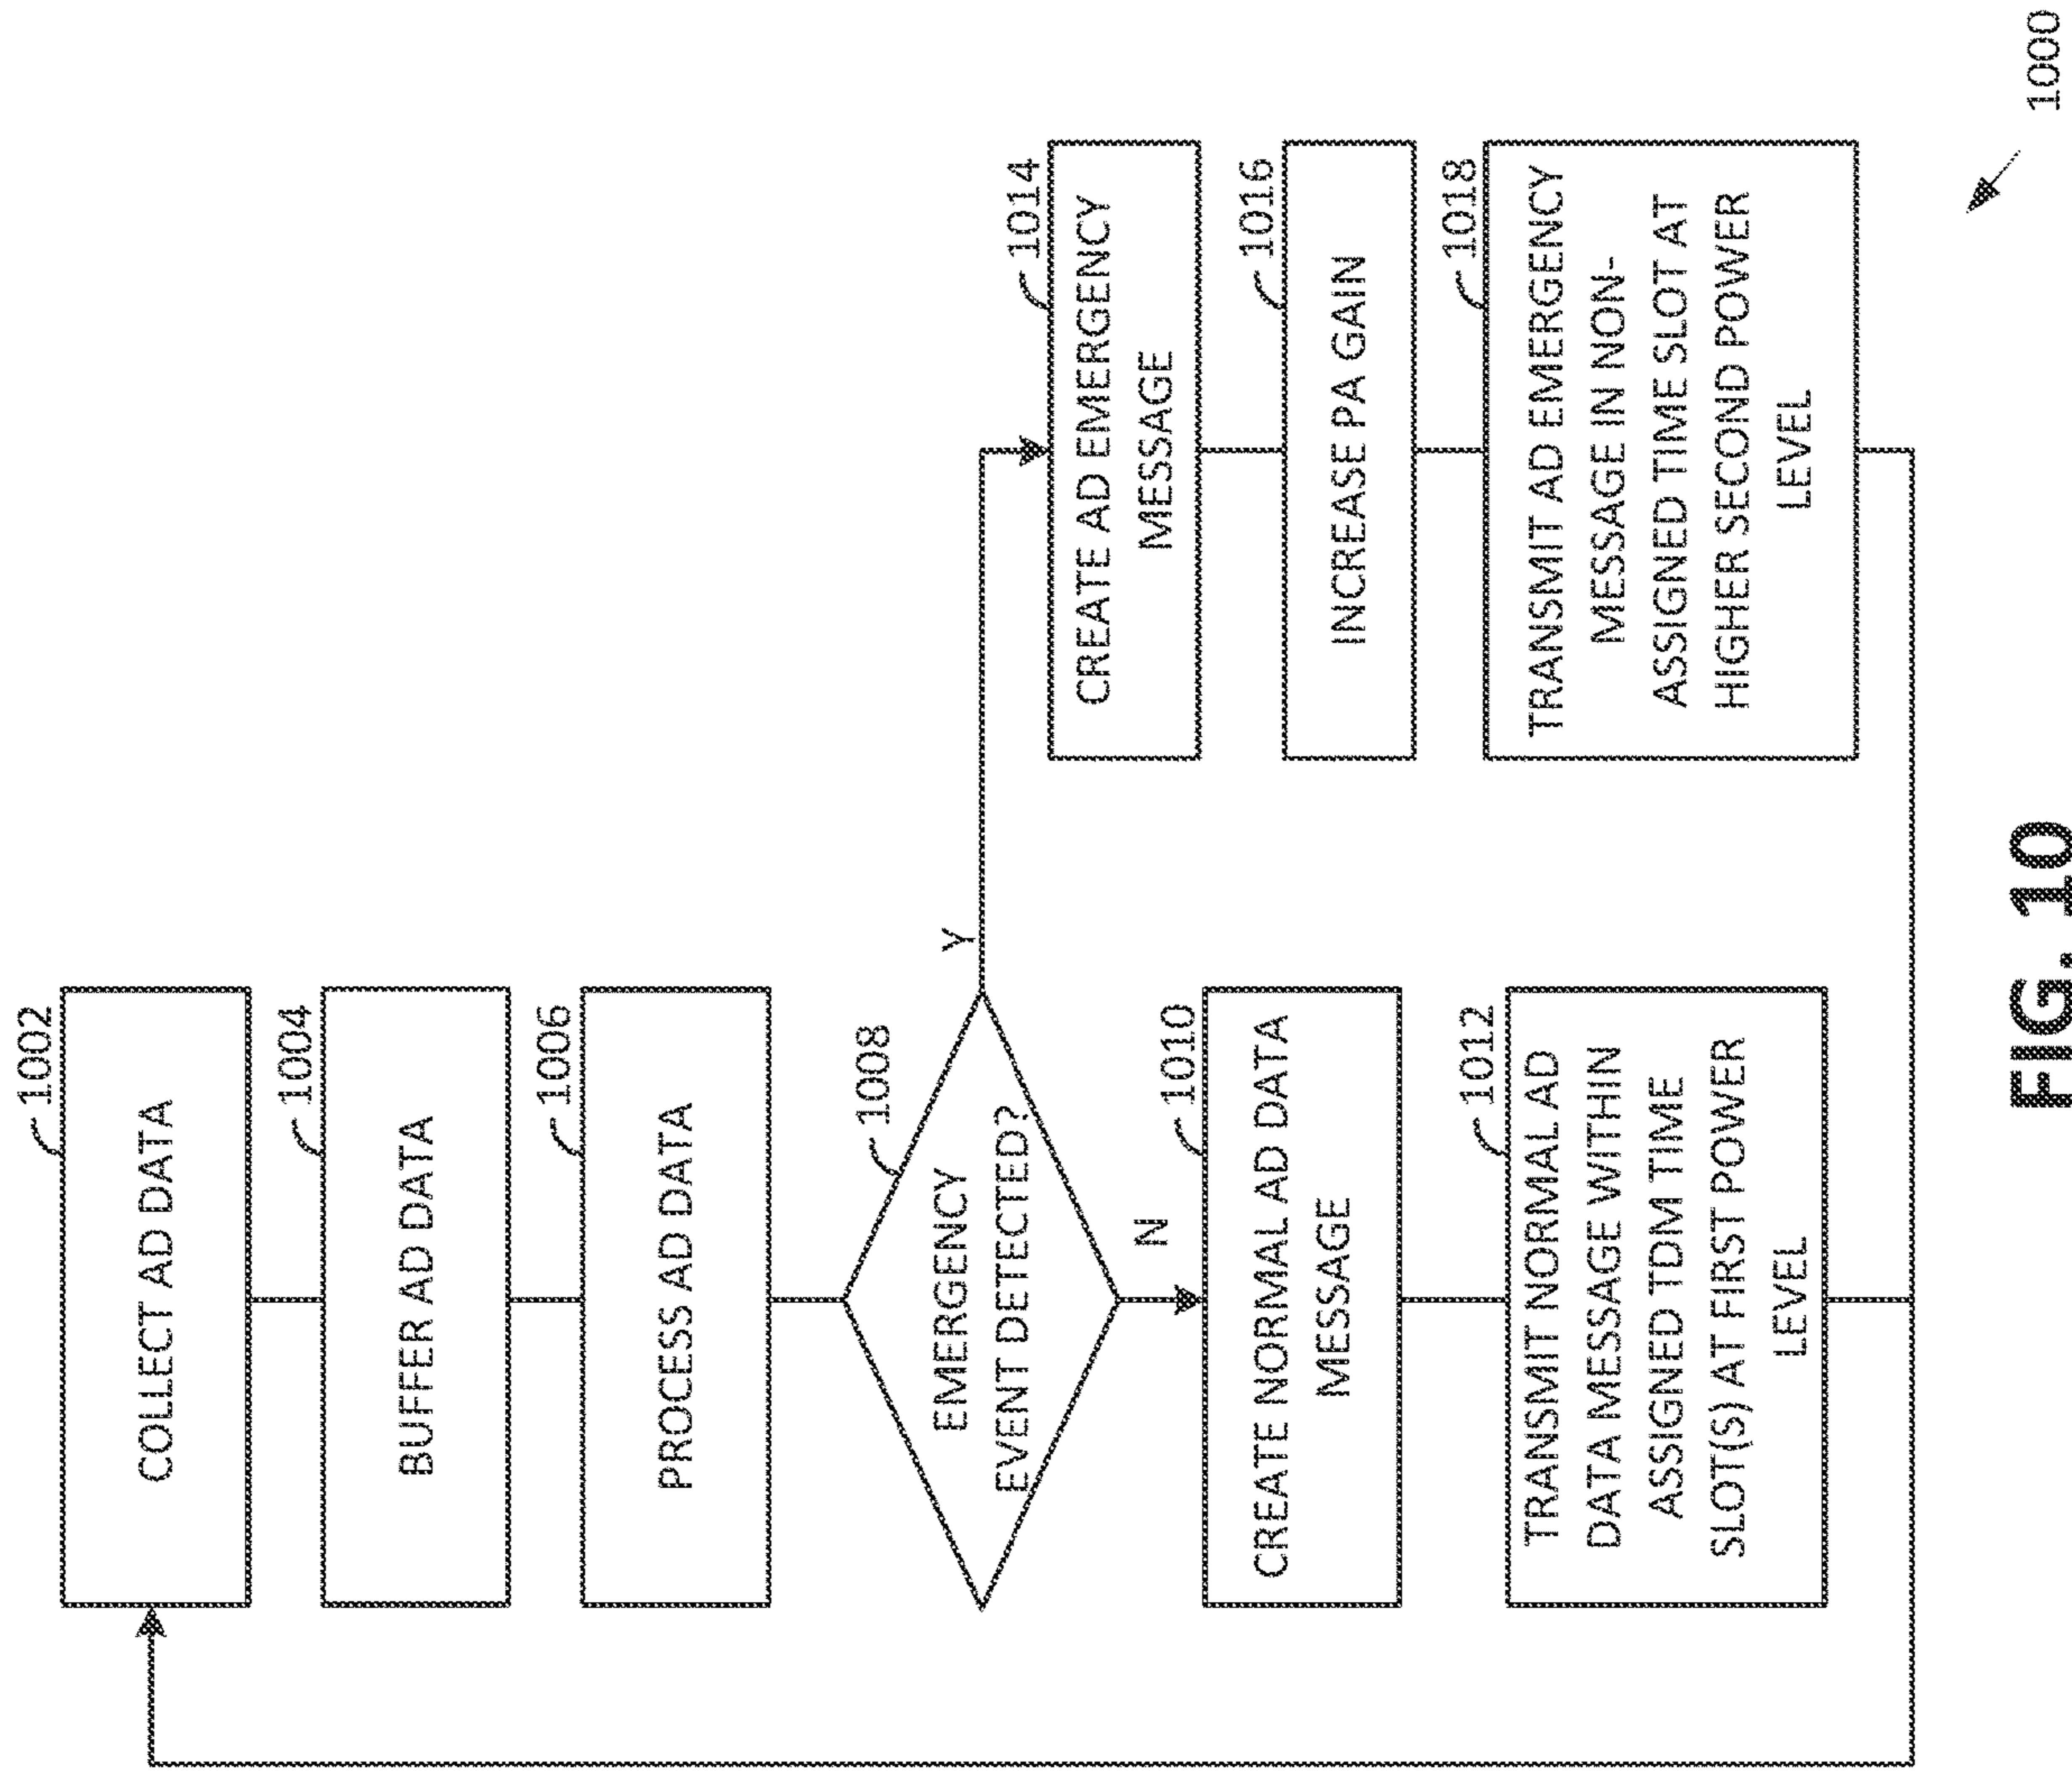 1002
COLLECT AD DATA
1004
BUFFER AD DATA
1006
PROCESS AD DATA
1008
EMERGENCY
EVENT DETECTED?
Y
N
1010
CREATE NORMAL AD DATA
MESSAGE
1012
TRANSMIT NORMAL AD
DATA MESSAGE WITHIN
ASSIGNED TDM TIME
SLOT(S) AT FIRST POWER
LEVEL
1014
CREATE AD EMERGENCY
MESSAGE
1016
INCREASE PA GAIN
1018
TRANSMIT AD EMERGENCY
MESSAGE IN NON-
ASSIGNED TIME SLOT AT
HIGHER SECOND POWER
LEVEL
1000
FIG. 10